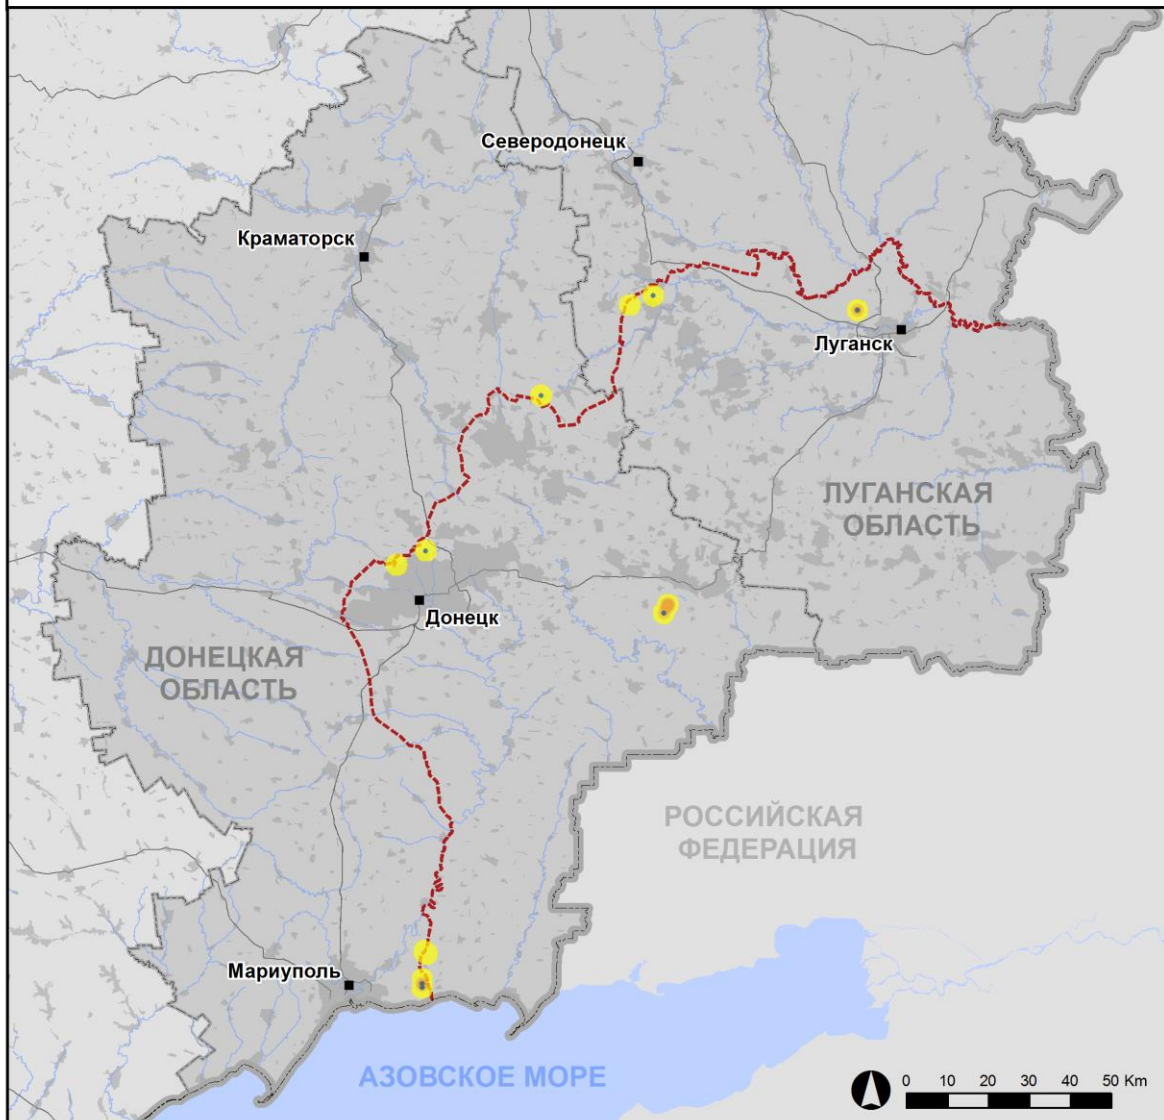 Северодонецк
Краматорск
Луганск
ЛУГАНСКАЯ
ОБЛАСТЬ
Донецк
ДОНЕЦКАЯ
ОБЛАСТЬ
РОССИЙСКАЯ
ФЕДЕРАЦИЯ
Мариуполь
АЗОВСКОЕ МОРЕ
0 10 20 30 40 50 Km